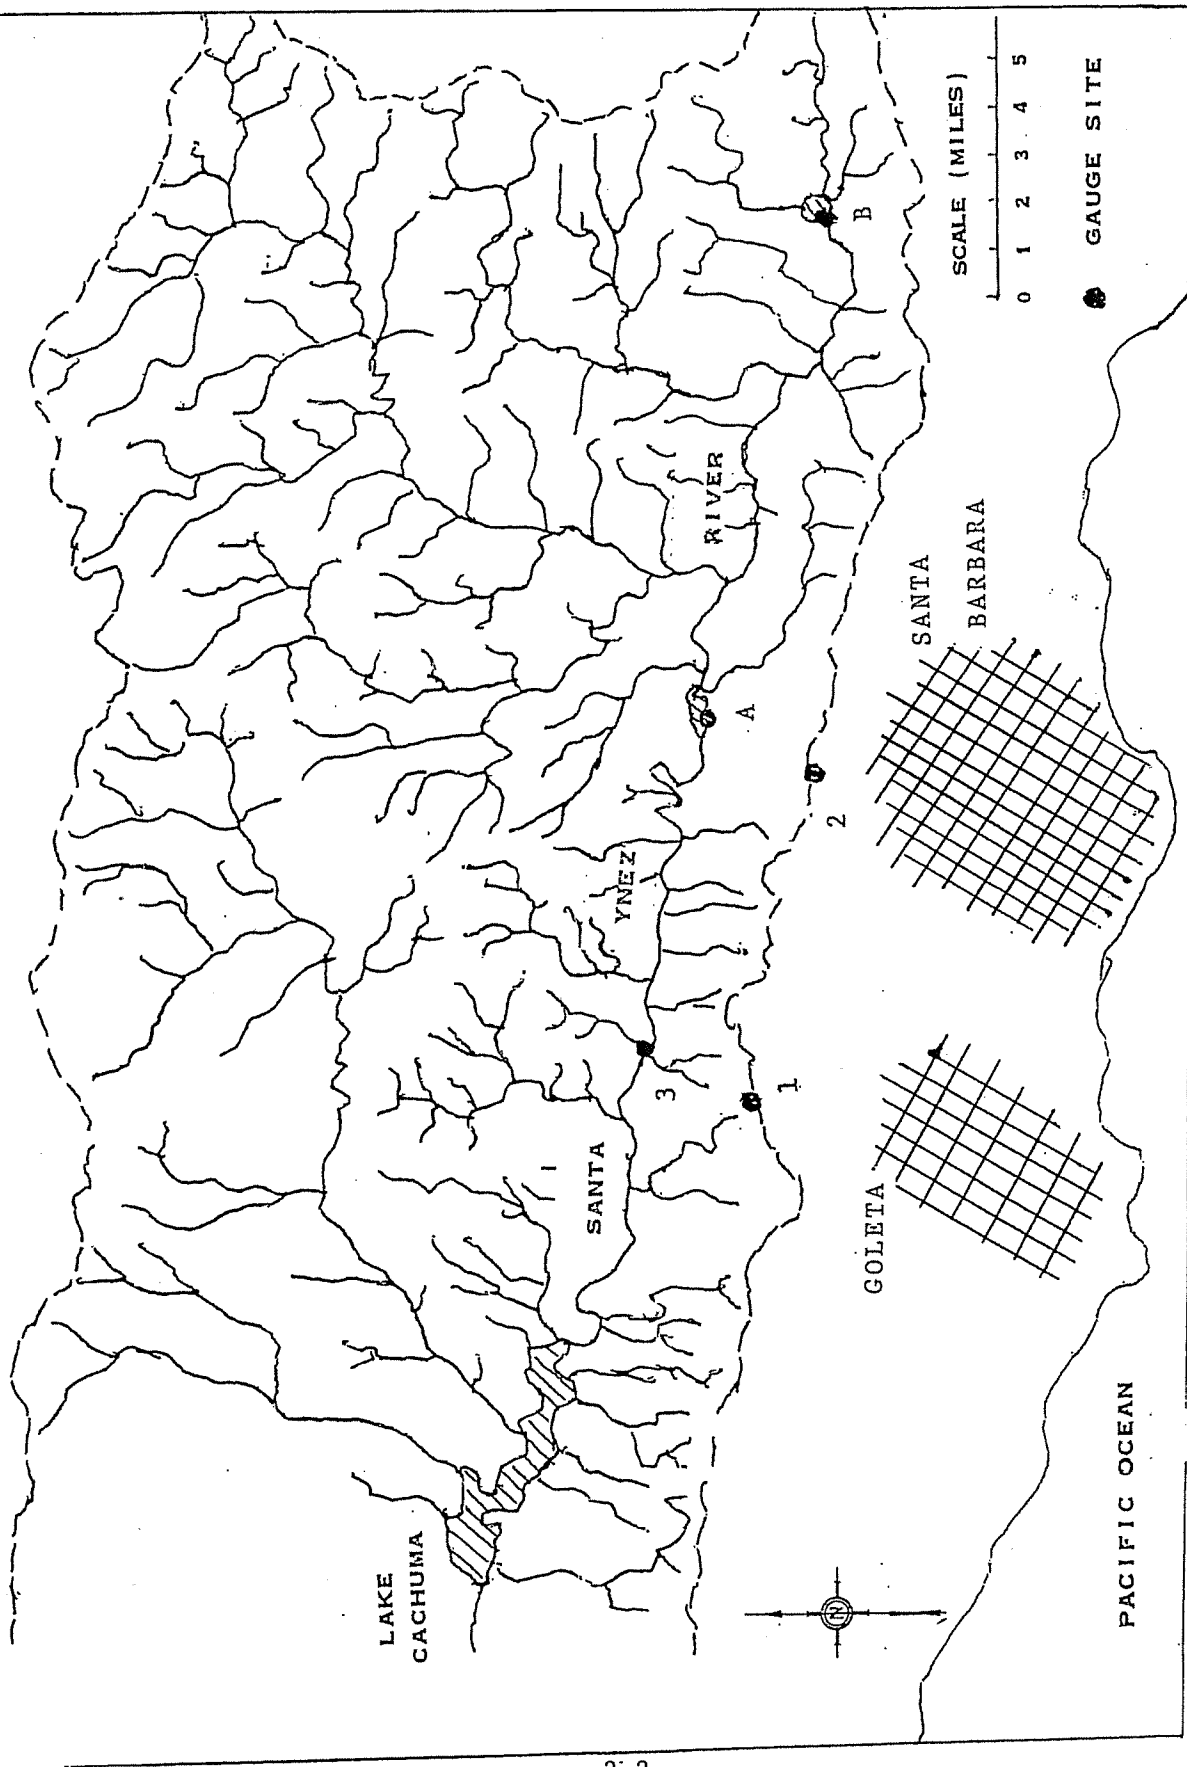 LAKE
CACHUMA
SANTA
YNEZ
RIVER
A
B
3
1
2
GOLETA
SANTA
BARBARA
SCALE (MILES)
0 1 2 3 4 5
GAUGE SITE
N
PACIFIC OCEAN